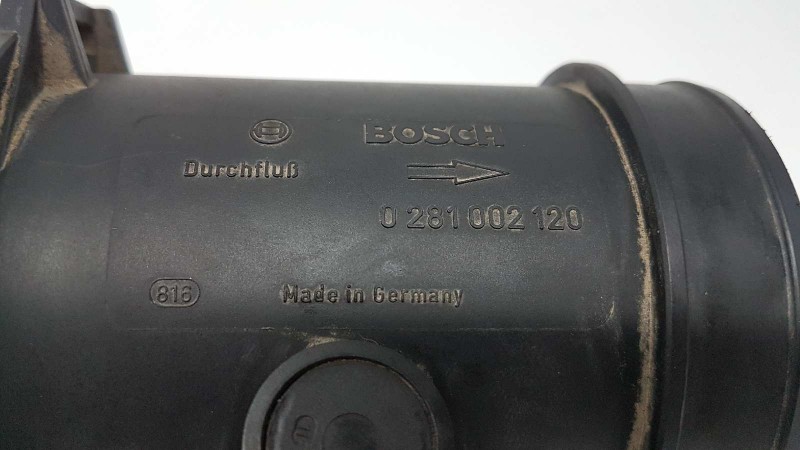 BOSCH
Durchfluß
0 281 002 120
816 Made in Germany